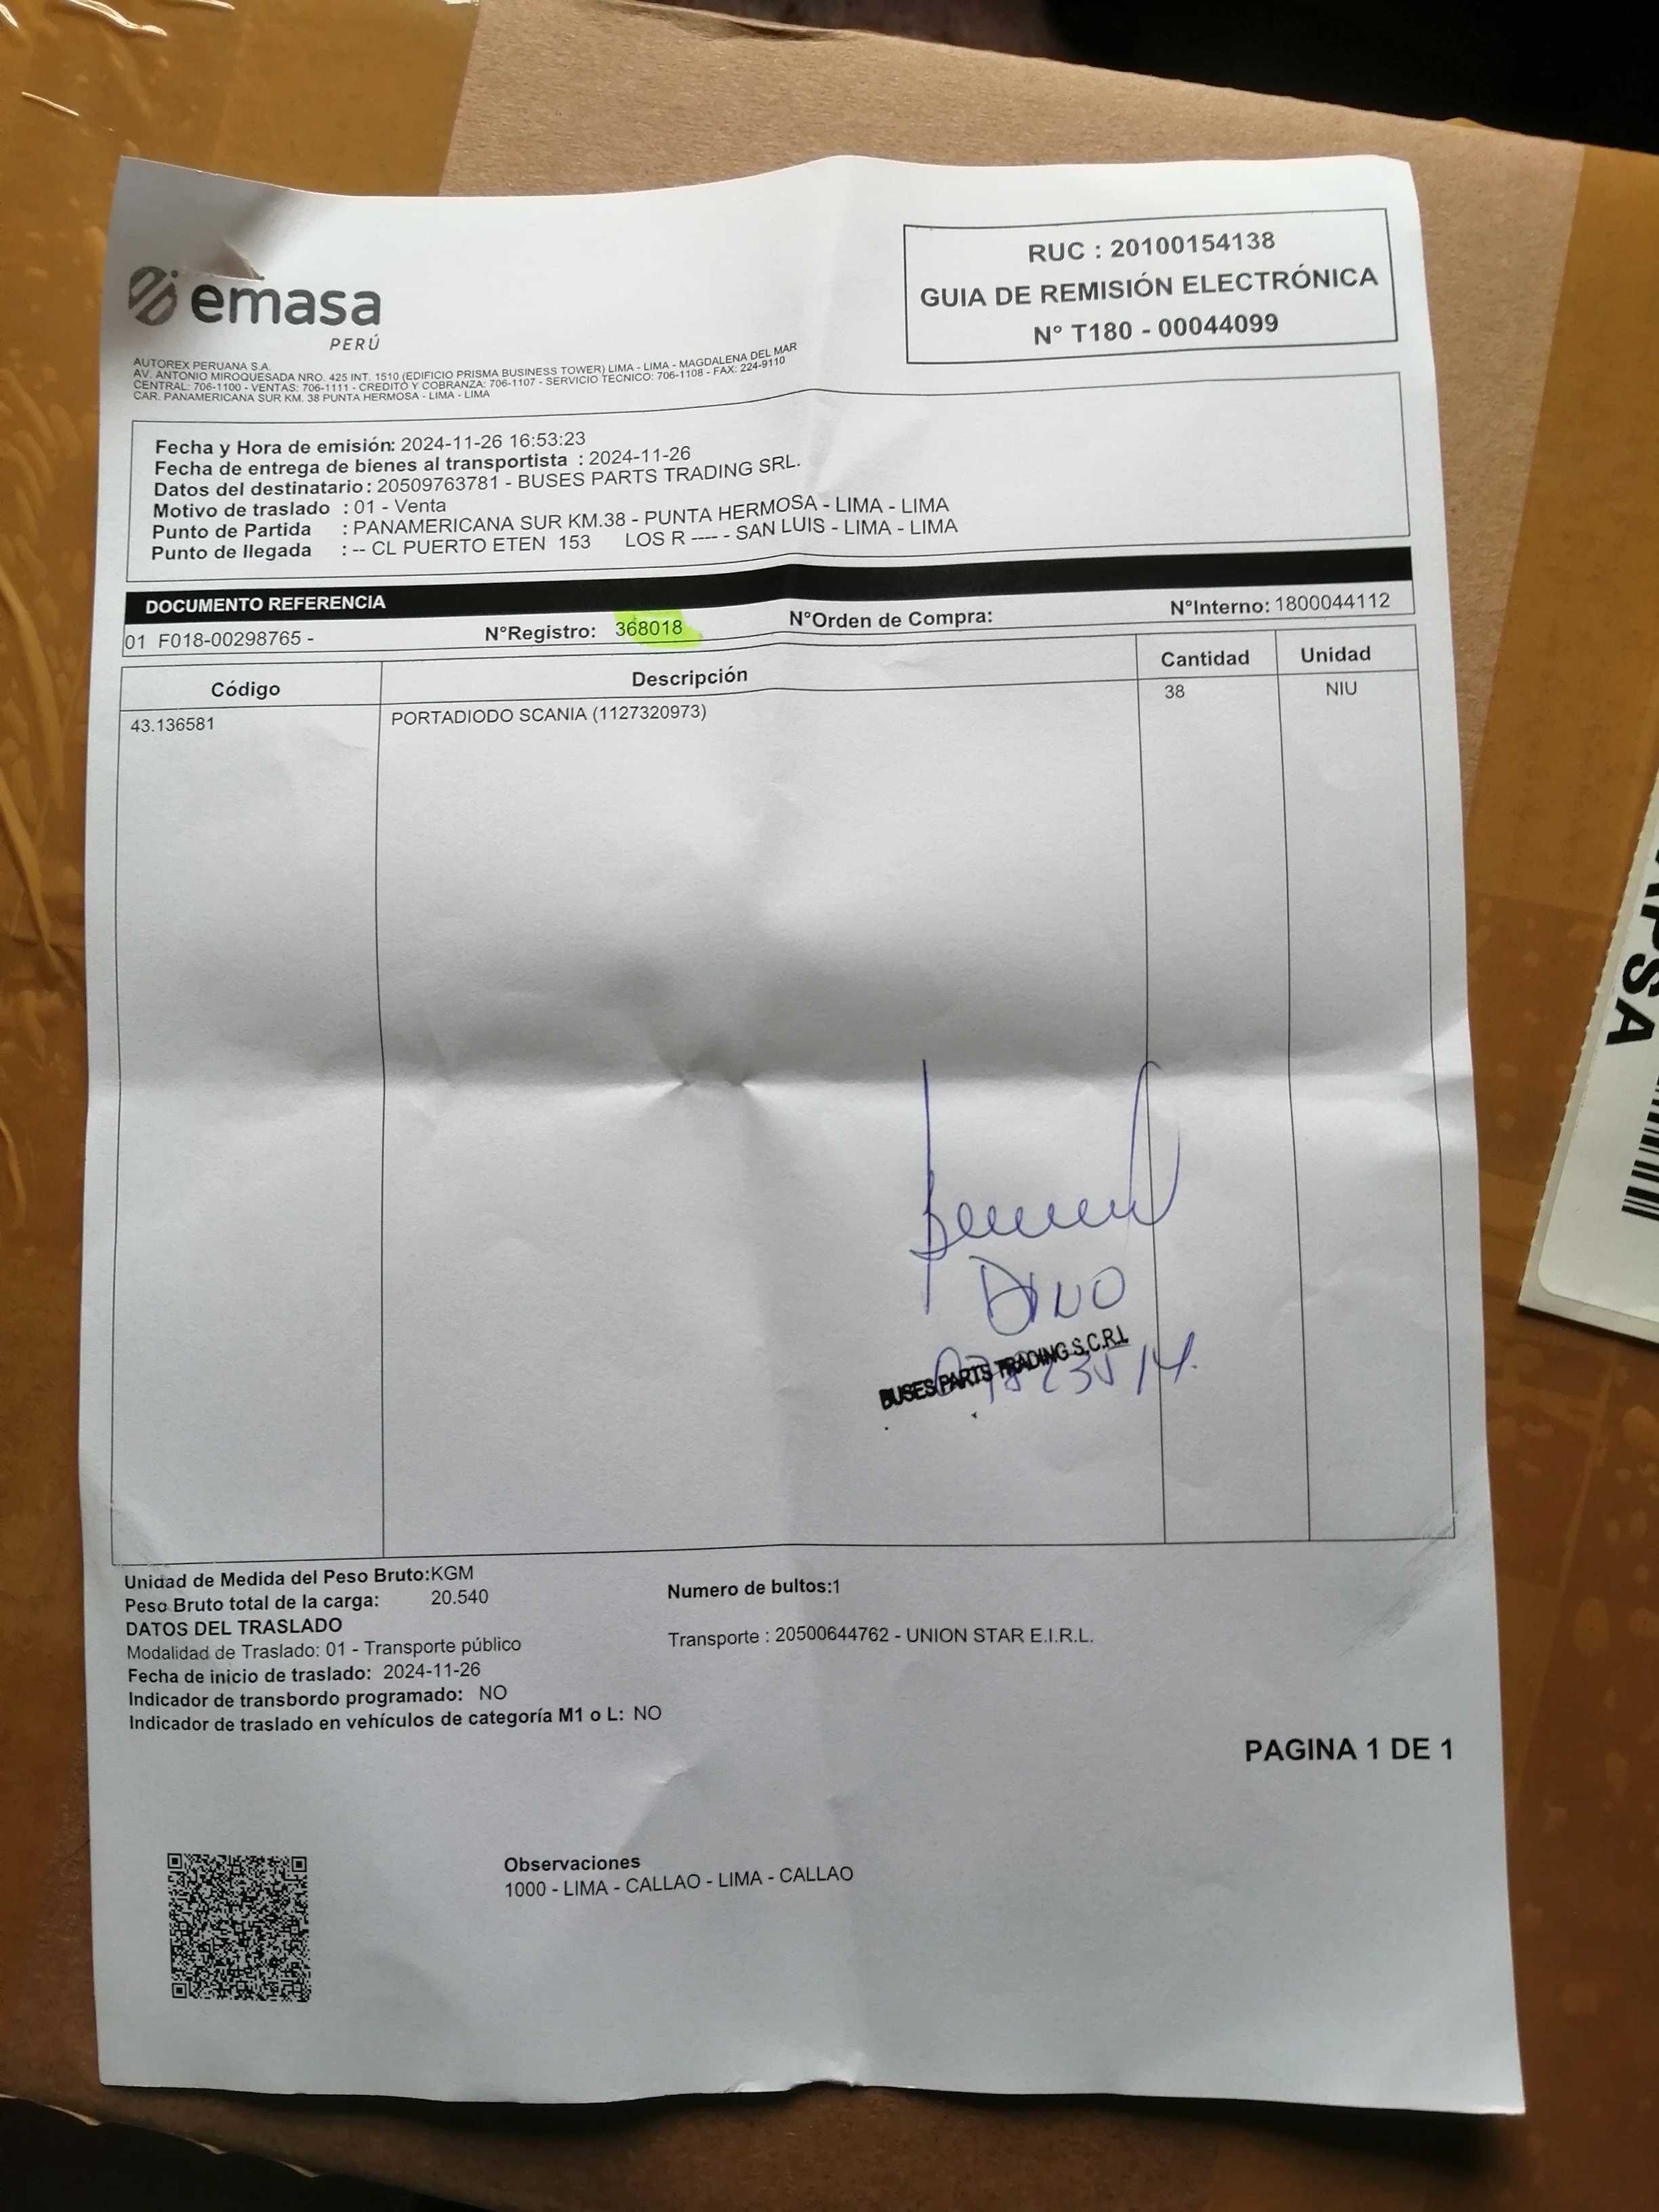 emasa
PERÚ
RUC : 20100154138
GUIA DE REMISIÓN ELECTRÓNICA
N° T180 - 00044099
AUTOREX PERUANA S.A.
AV. ANTONIO MIROQUESADA NRO. 425 INT. 1510 (EDIFICIO PRISMA BUSINESS TOWER) LIMA - LIMA - MAGDALENA DEL MAR
CENTRAL: 706-1100 - VENTAS: 706-1111 - CREDITO Y COBRANZA: 706-1107 - SERVICIO TECNICO: 706-1108 - FAX: 224-9110
CAR. PANAMERICANA SUR KM. 38 PUNTA HERMOSA - LIMA - LIMA
Fecha y Hora de emisión: 2024-11-26 16:53:23
Fecha de entrega de bienes al transportista : 2024-11-26
Datos del destinatario : 20509763781 - BUSES PARTS TRADING SRL.
Motivo de traslado : 01 - Venta
Punto de Partida : PANAMERICANA SUR KM.38 - PUNTA HERMOSA - LIMA - LIMA
Punto de llegada : -- CL PUERTO ETEN 153 LOS R ---- - SAN LUIS - LIMA - LIMA
DOCUMENTO REFERENCIA
01 F018-00298765 - N°Registro: 368018 N°Orden de Compra: N°Interno: 1800044112
Código Descripción Cantidad Unidad
43.136581 PORTADIODO SCANIA (1127320973) 38 NIU
DINO
BUSES PARTS TRADING S.C.R.L
Unidad de Medida del Peso Bruto:KGM
Peso Bruto total de la carga: 20.540
Numero de bultos:1
DATOS DEL TRASLADO
Modalidad de Traslado: 01 - Transporte público
Transporte : 20500644762 - UNION STAR E.I.R.L.
Fecha de inicio de traslado: 2024-11-26
Indicador de transbordo programado: NO
Indicador de traslado en vehículos de categoría M1 o L: NO
PAGINA 1 DE 1
Observaciones
1000 - LIMA - CALLAO - LIMA - CALLAO